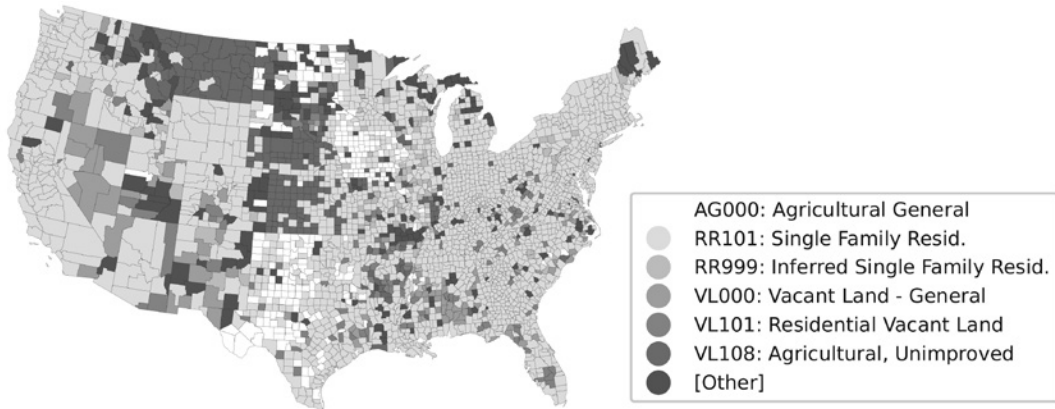 AG000: Agricultural General
RR101: Single Family Resid.
RR999: Inferred Single Family Resid.
VL000: Vacant Land - General
VL101: Residential Vacant Land
VL108: Agricultural, Unimproved
[Other]